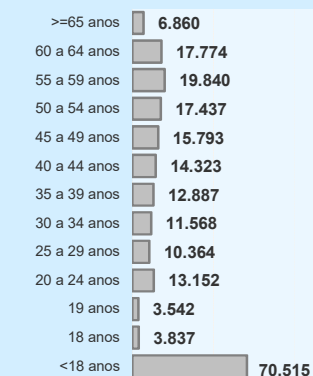 >=65 anos 6.860
60 a 64 anos 17.774
55 a 59 anos 19.840
50 a 54 anos 17.437
45 a 49 anos 15.793
40 a 44 anos 14.323
35 a 39 anos 12.887
30 a 34 anos 11.568
25 a 29 anos 10.364
20 a 24 anos 13.152
19 anos 3.542
18 anos 3.837
<18 anos 70.515